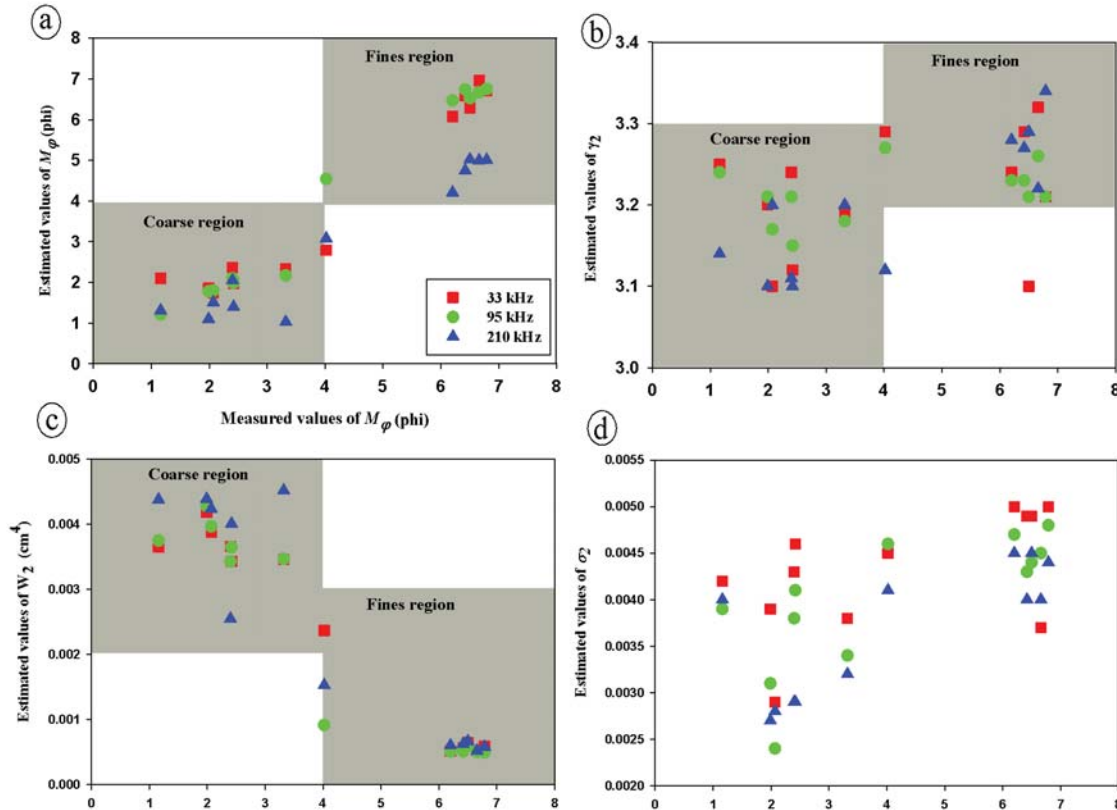 a
Estimated values of Mφ (phi)
8
7
6
5
4
3
2
1
0
Fines region
Coarse region
33 kHz
95 kHz
210 kHz
0 1 2 3 4 5 6 7 8
Measured values of Mφ (phi)
b
Estimated values of γ2
3.4
3.3
3.2
3.1
3.0
Fines region
Coarse region
0 1 2 3 4 5 6 7 8
c
Estimated values of W2 (cm4)
0.005
0.004
0.003
0.002
0.001
0.000
Coarse region
Fines region
0 1 2 3 4 5 6 7 8
d
Estimated values of σ2
0.0055
0.0050
0.0045
0.0040
0.0035
0.0030
0.0025
0.0020
0 1 2 3 4 5 6 7 8